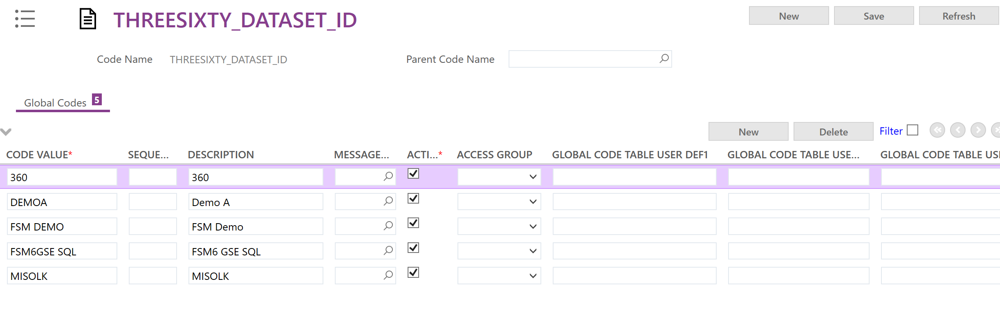 THREESIXTY_DATASET_ID
New Save Refresh
Code Name THREESIXTY_DATASET_ID Parent Code Name
Global Codes 5
New Delete Filter
CODE VALUE* SEQUE... DESCRIPTION MESSAGE... ACTI...* ACCESS GROUP GLOBAL CODE TABLE USER DEF1 GLOBAL CODE TABLE USE... GLOBAL CODE TABLE USE
360 360
DEMOA Demo A
FSM DEMO FSM Demo
FSM6GSE SQL FSM6 GSE SQL
MISOLK MISOLK